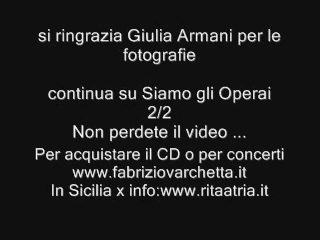 si ringrazia Giulia Armani per le
fotografie
continua su Siamo gli Operai
2/2
Non perdete il video ...
Per acquistare il CD o per concerti
www.fabriziovarchetta.it
In Sicilia x info:www.ritaatria.it